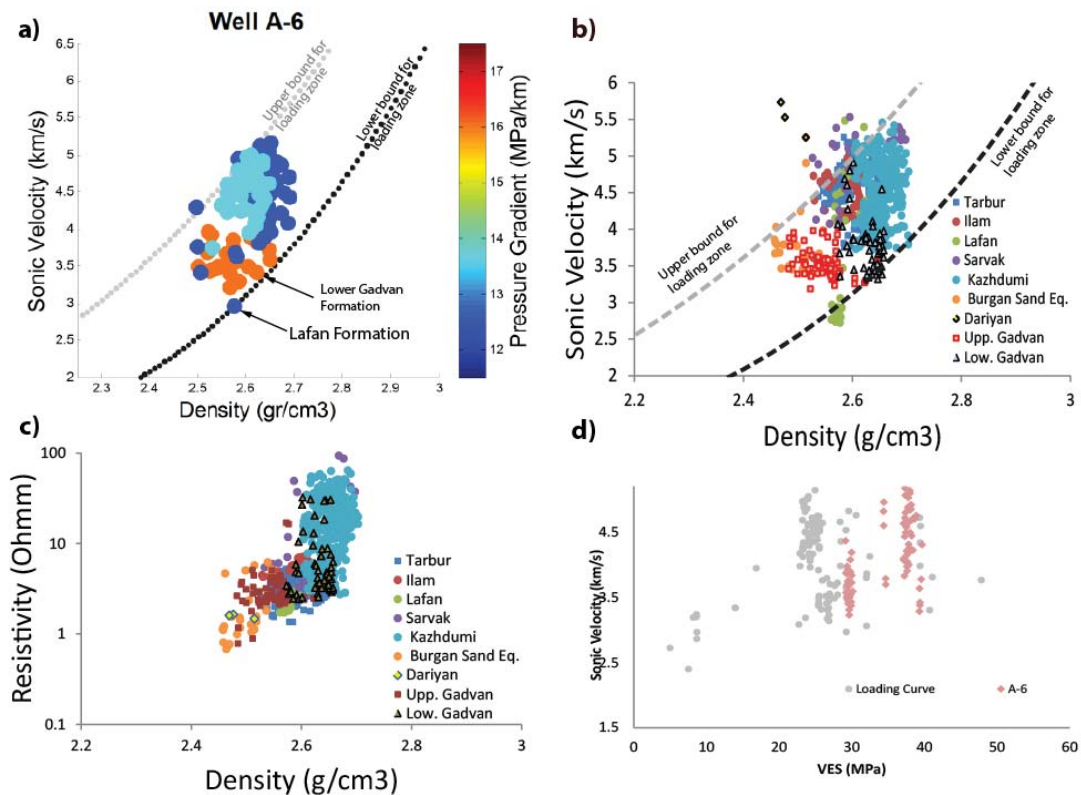 Well A-6
a)
6.5
6
5.5
5
4.5
4
3.5
3
2.5
2
Sonic Velocity (km/s)
2.3
2.4
2.5
2.6
2.7
2.8
2.9
3
Density (gr/cm3)
Upper bound for
loading zone
Lower bound for
loading zone
Lower Gadvan
Formation
Lafan Formation
17
16
15
14
13
12
Pressure Gradient (MPa/km)
b)
6
5.5
5
4.5
4
3.5
3
2.5
2
Sonic Velocity (km/s)
2.2
2.4
2.6
2.8
3
Density (g/cm3)
Upper bound for
loading zone
Lower bound for
loading zone
Tarbur
Ilam
Lafan
Sarvak
Kazhdumi
Burgan Sand Eq.
Dariyan
Upp. Gadvan
Low. Gadvan
c)
100
10
1
0.1
Resistivity (Ohmm)
2.2
2.4
2.6
2.8
3
Density (g/cm3)
Tarbur
Ilam
Lafan
Sarvak
Kazhdumi
Burgan Sand Eq.
Dariyan
Upp. Gadvan
Low. Gadvan
d)
4.5
3.5
2.5
1.5
Sonic Velocity (km/s)
0
10
20
30
40
50
60
VES (MPa)
Loading Curve
A-6